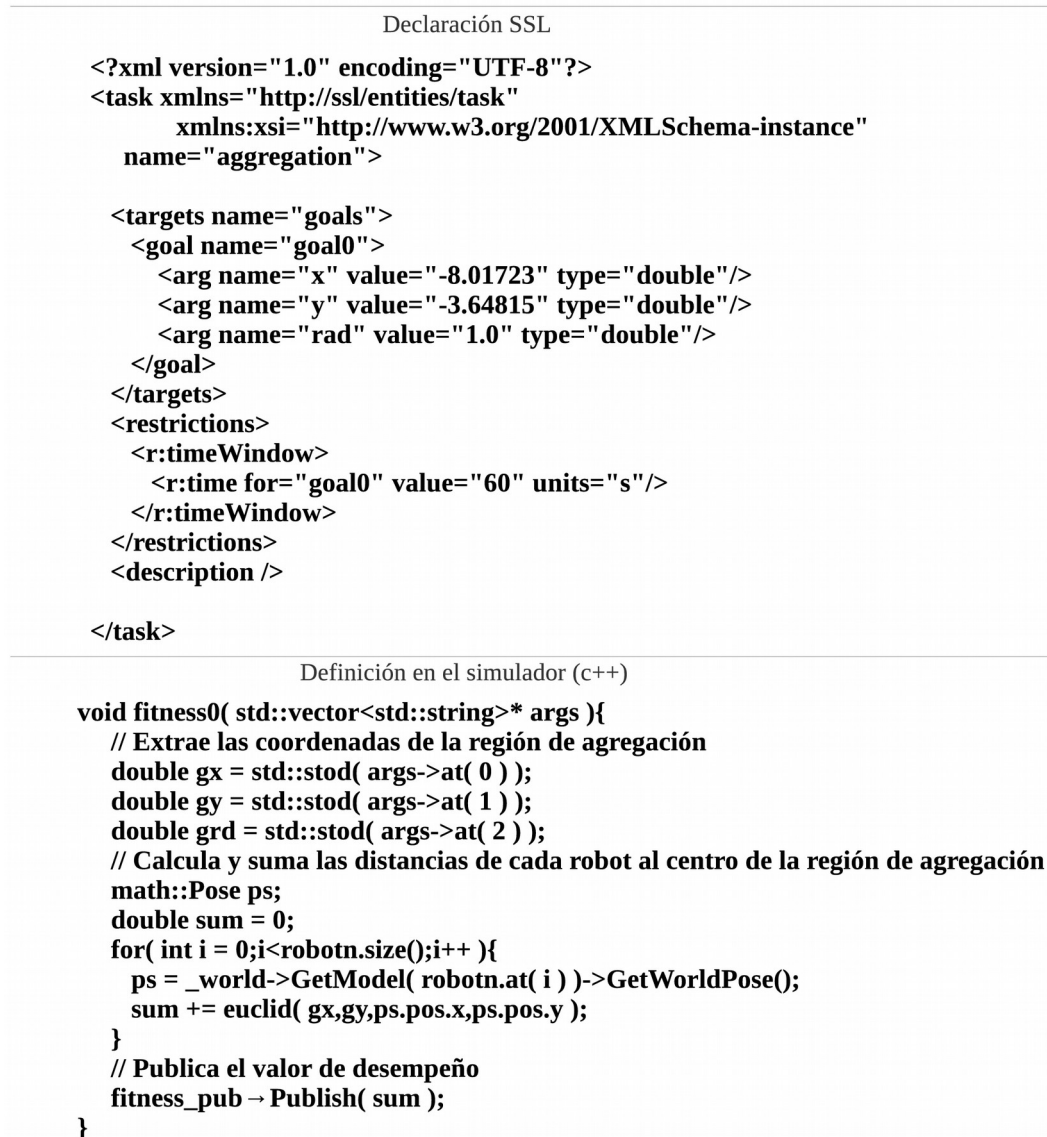 Declaración SSL
<?xml version="1.0" encoding="UTF-8"?>
<task xmlns="http://ssl/entities/task"
xmlns:xsi="http://www.w3.org/2001/XMLSchema-instance"
name="aggregation">
<targets name="goals">
<goal name="goal0">
<arg name="x" value="-8.01723" type="double"/>
<arg name="y" value="-3.64815" type="double"/>
<arg name="rad" value="1.0" type="double"/>
</goal>
</targets>
<restrictions>
<r:timeWindow>
<r:time for="goal0" value="60" units="s"/>
</r:timeWindow>
</restrictions>
<description />
</task>
Definición en el simulador (c++)
void fitness0( std::vector<std::string>* args ){
// Extrae las coordenadas de la región de agregación
double gx = std::stod( args->at( 0 ) );
double gy = std::stod( args->at( 1 ) );
double grd = std::stod( args->at( 2 ) );
// Calcula y suma las distancias de cada robot al centro de la región de agregación
math::Pose ps;
double sum = 0;
for( int i = 0;i<robotn.size();i++ ){
ps = _world->GetModel( robotn.at( i ) )->GetWorldPose();
sum += euclid( gx,gy,ps.pos.x,ps.pos.y );
}
// Publica el valor de desempeño
fitness_pub→Publish( sum );
}